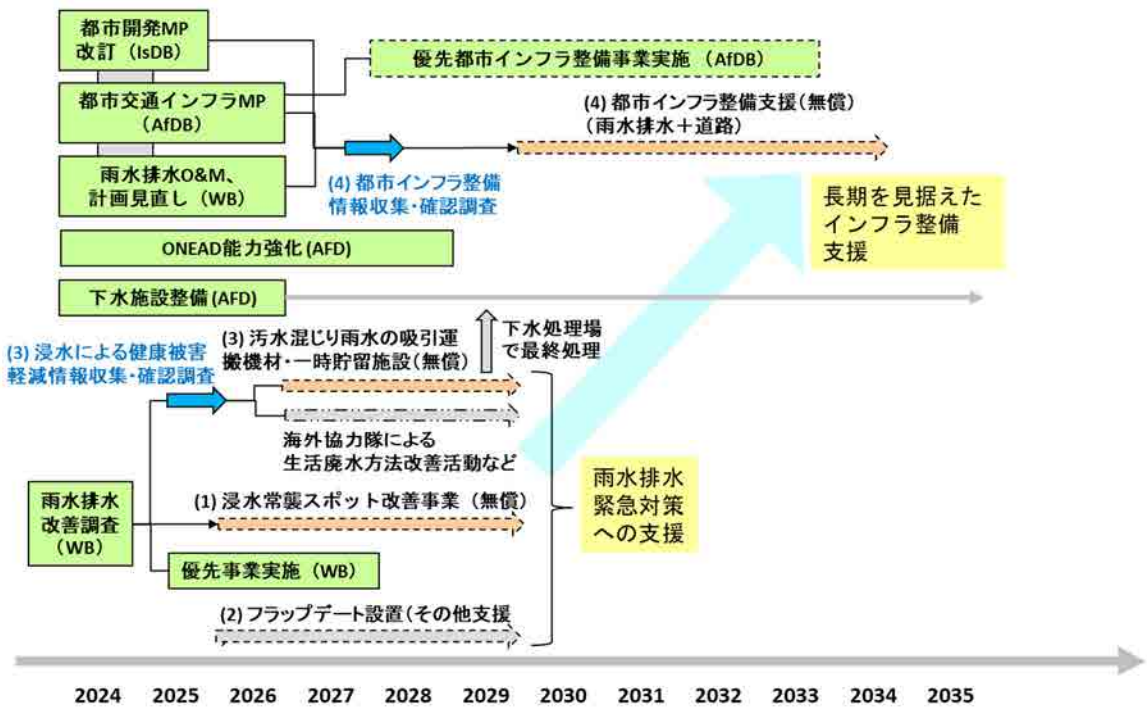 都市開発MP
改訂（IsDB）
優先都市インフラ整備事業実施（AfDB）
都市交通インフラMP
（AfDB）
(4) 都市インフラ整備支援（無償）
（雨水排水＋道路）
雨水排水O&M、
計画見直し（WB）
(4) 都市インフラ整備
情報収集・確認調査
長期を見据えた
インフラ整備
支援
ONEAD能力強化(AFD)
下水施設整備(AFD)
(3) 浸水による健康被害
軽減情報収集・確認調査
(3) 汚水混じり雨水の吸引運
搬機材・一時貯留施設（無償）
下水処理場
で最終処理
海外協力隊による
生活廃水方法改善活動など
雨水排水
改善調査
（WB）
(1) 浸水常襲スポット改善事業（無償）
雨水排水
緊急対策
への支援
優先事業実施（WB）
(2) フラップデート設置（その他支援
2024 2025 2026 2027 2028 2029 2030 2031 2032 2033 2034 2035